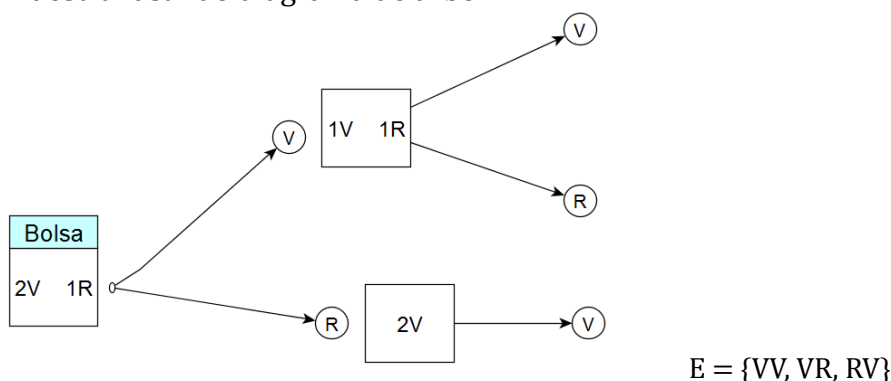 V
1V 1R
V
R
Bolsa
2V 1R
R
2V
V
E = {VV, VR, RV}